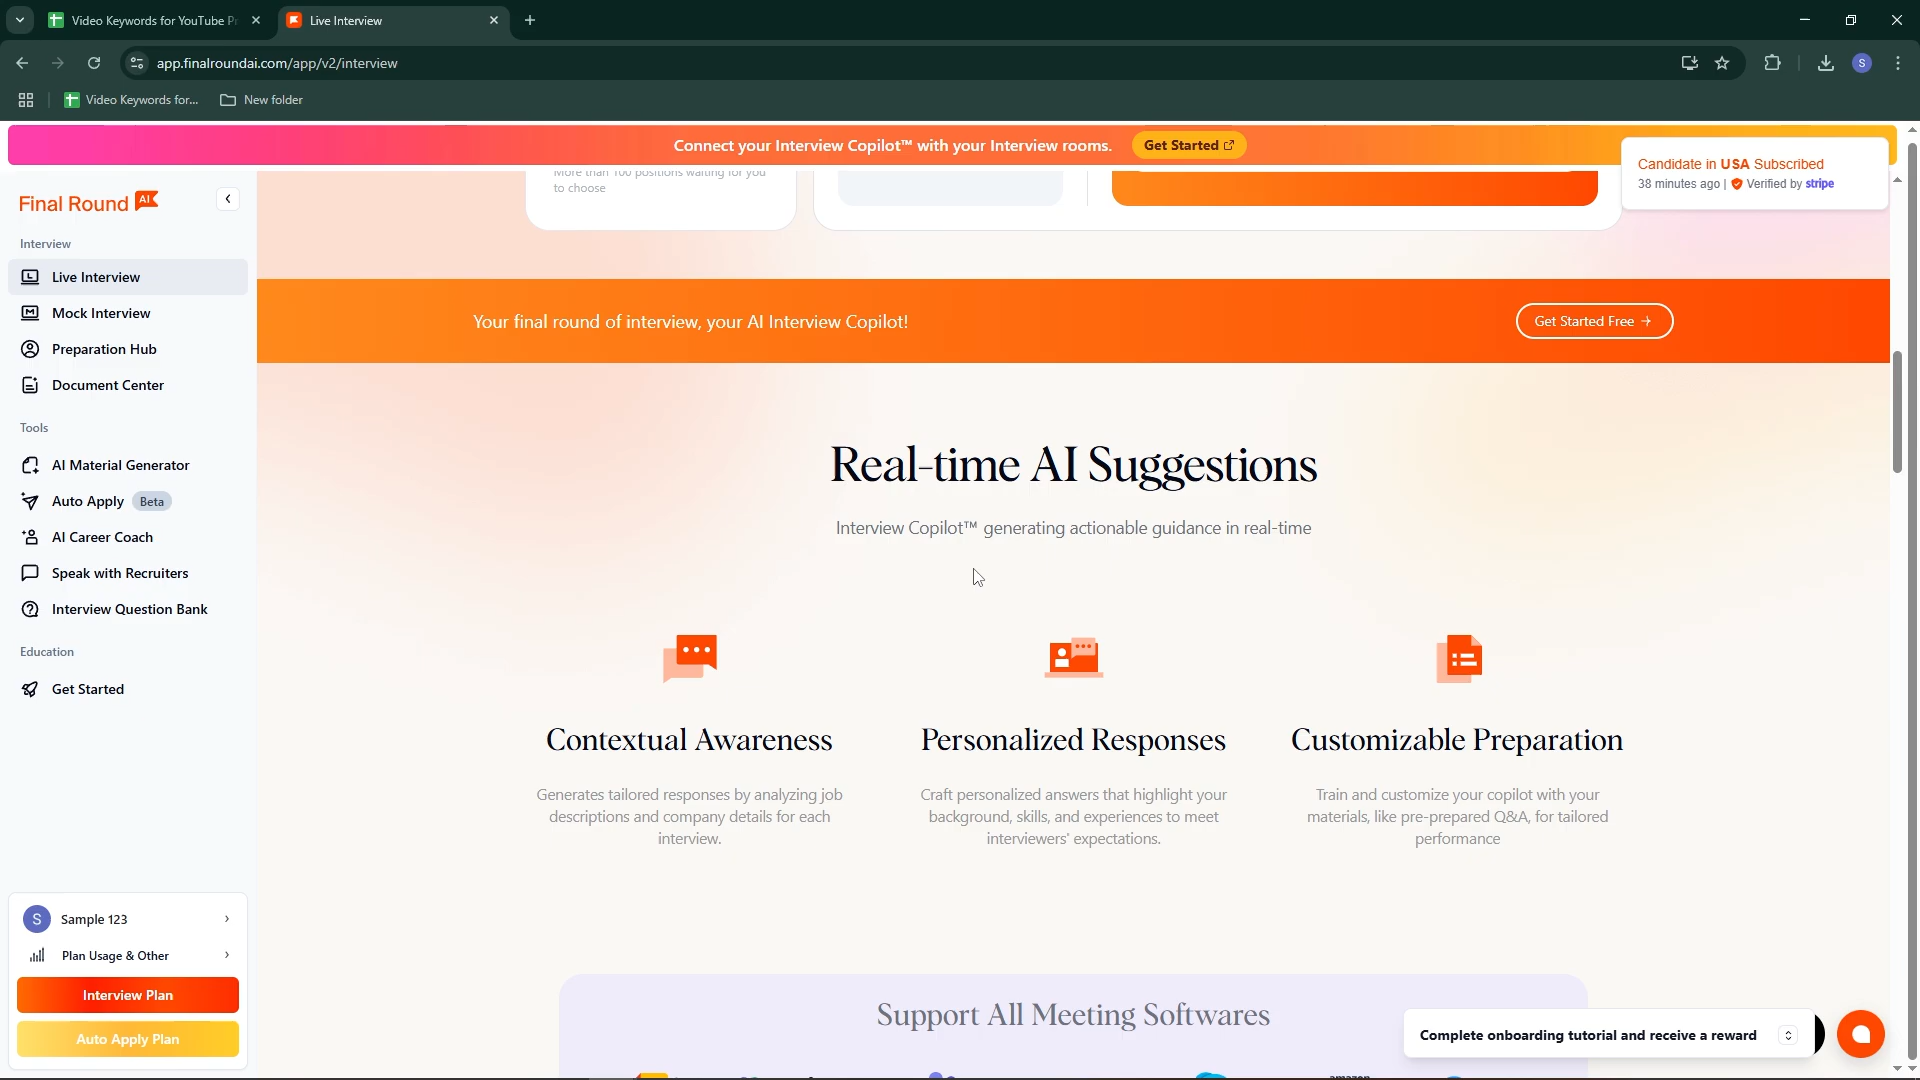 Video Keywords for YouTube P
Live Interview
app.finalroundai.com/app/v2/interview
S
Video Keywords for...
New folder
Connect your Interview Copilot™ with your Interview rooms.
Get Started
Candidate in USA Subscribed
38 minutes ago | Verified by stripe
Final Round AI
Interview
Live Interview
Mock Interview
Preparation Hub
Document Center
Tools
AI Material Generator
Auto Apply Beta
AI Career Coach
Speak with Recruiters
Interview Question Bank
Education
Get Started
S Sample 123
Plan Usage & Other
Interview Plan
Auto Apply Plan
More than 100 positions waiting for you
to choose
Your final round of interview, your AI Interview Copilot!
Get Started Free →
Real-time AI Suggestions
Interview Copilot™ generating actionable guidance in real-time
Contextual Awareness
Generates tailored responses by analyzing job
descriptions and company details for each
interview.
Personalized Responses
Craft personalized answers that highlight your
background, skills, and experiences to meet
interviewers' expectations.
Customizable Preparation
Train and customize your copilot with your
materials, like pre-prepared Q&A, for tailored
performance
Support All Meeting Softwares
amazon
Complete onboarding tutorial and receive a reward